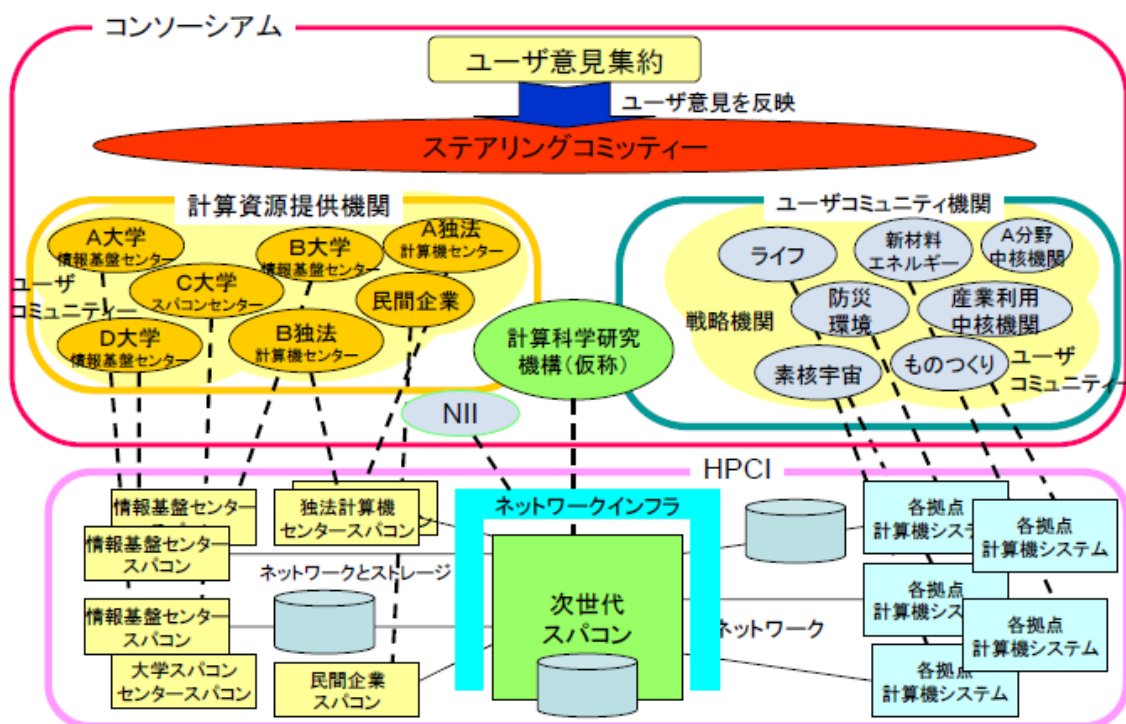 コンソーシアム
ユーザ意見集約
ユーザ意見を反映
ステアリングコミッティー
計算資源提供機関
A大学
情報基盤センター
B大学
情報基盤センター
A独法
計算機センター
ユーザ
コミュニティー
C大学
スパコンセンター
民間企業
D大学
情報基盤センター
B独法
計算機センター
計算科学研究
機構(仮称)
NII
ユーザコミュニティ機関
ライフ
新材料
エネルギー
A分野
中核機関
戦略機関
防災
環境
産業利用
中核機関
素核宇宙
ものつくり
ユーザ
コミュニティー
HPCI
情報基盤センター
スパコン
情報基盤センター
スパコン
独法計算機
センタースパコン
ン
ネットワークインフラ
ネットワークとストレージ
情報基盤センター
スパコン
大学スパコン
センタースパコン
民間企業
スパコン
次世代
スパコン
ネットワーク
各拠点
計算機システム
各拠点
計算機システム
各拠点
計算機システム
各拠点
計算機システム
各拠点
計算機システム